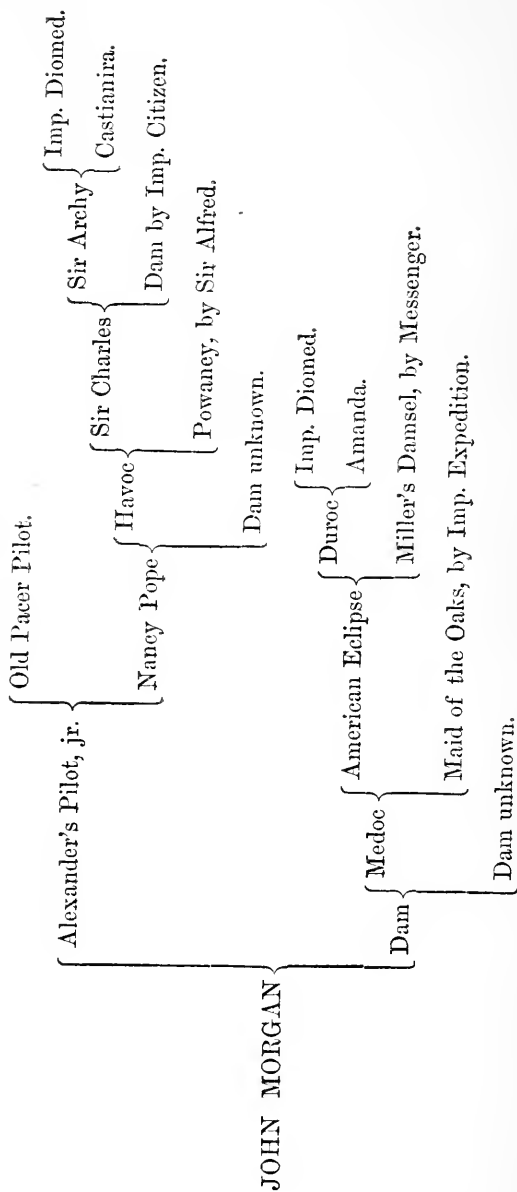 JOHN MORGAN
Alexander's Pilot, jr.
Old Pacer Pilot.
Nancy Pope
Havoc
Sir Charles
Sir Archy
Imp. Diomed.
Castianira.
Dam by Imp. Citizen.
Powaney, by Sir Alfred.
Dam unknown.
Dam
Medoc
American Eclipse
Duroc
Imp. Diomed.
Amanda.
Miller's Damsel, by Messenger.
Maid of the Oaks, by Imp. Expedition.
Dam unknown.